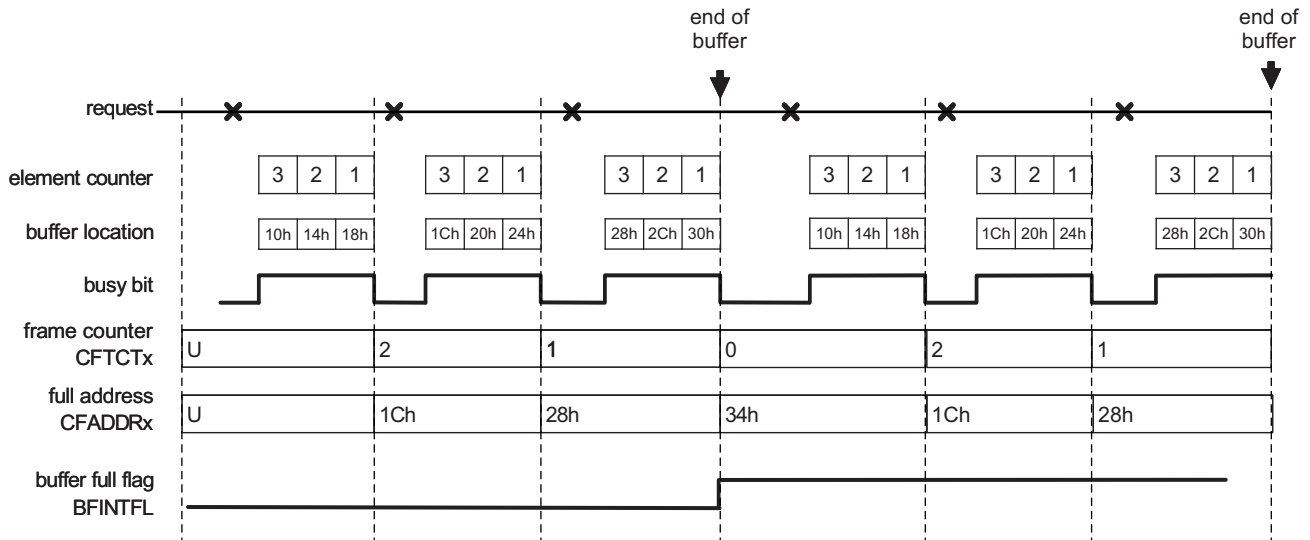 end of
buffer
end of
buffer
request
element counter
3 2 1 3 2 1 3 2 1 3 2 1 3 2 1 3 2 1
buffer location
10h 14h 18h 1Ch 20h 24h 28h 2Ch 30h 10h 14h 18h 1Ch 20h 24h 28h 2Ch 30h
busy bit
frame counter
CFTCTx
U 2 1 0 2 1
full address
CFADDRx
U 1Ch 28h 34h 1Ch 28h
buffer full flag
BFINTFL